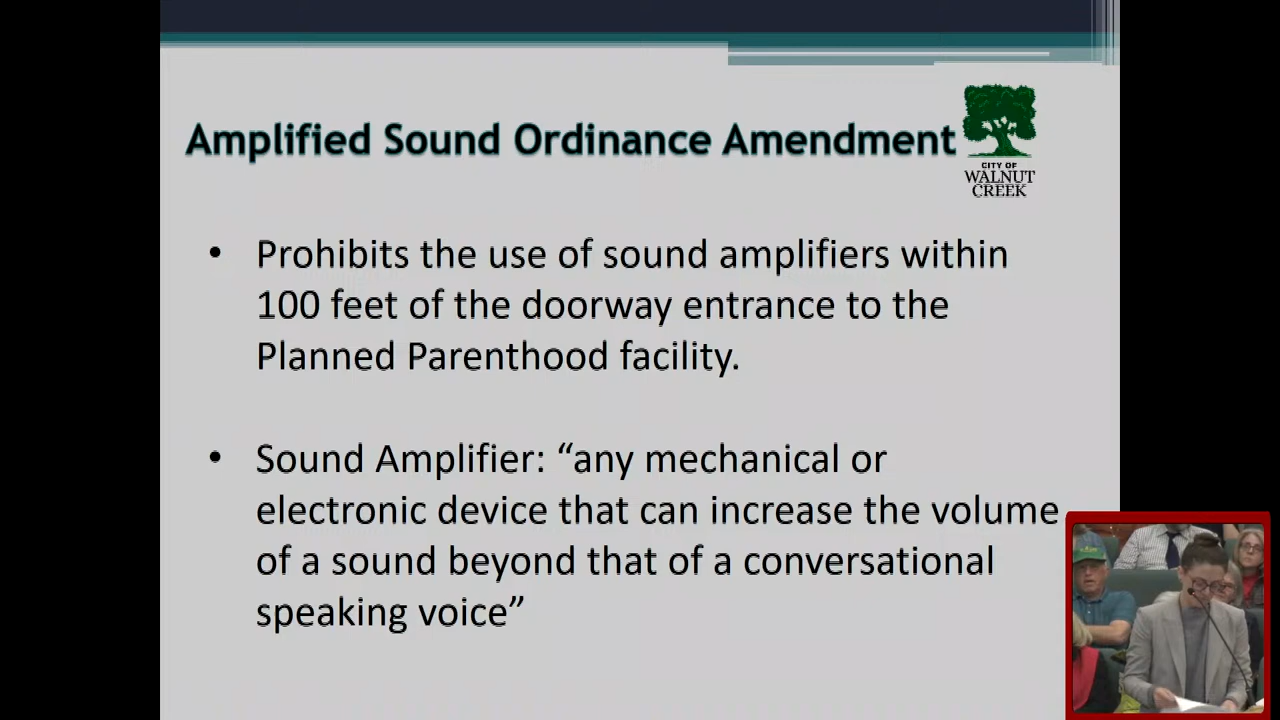 Amplified Sound Ordinance Amendment
CITY OF
WALNUT
CREEK
• Prohibits the use of sound amplifiers within
100 feet of the doorway entrance to the
Planned Parenthood facility.
• Sound Amplifier: “any mechanical or
electronic device that can increase the volume
of a sound beyond that of a conversational
speaking voice”